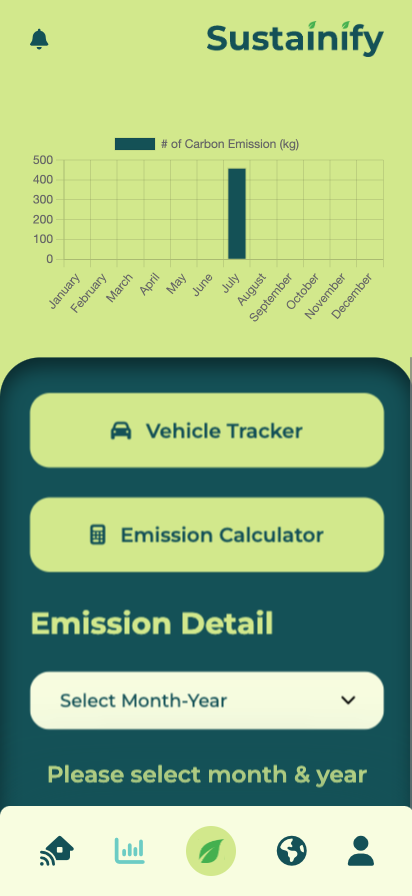 Sustainify
# of Carbon Emission (kg)
500
400
300
200
100
0
January
February
March
April
May
June
July
August
September
October
November
December
Vehicle Tracker
Emission Calculator
Emission Detail
Select Month-Year
Please select month & year